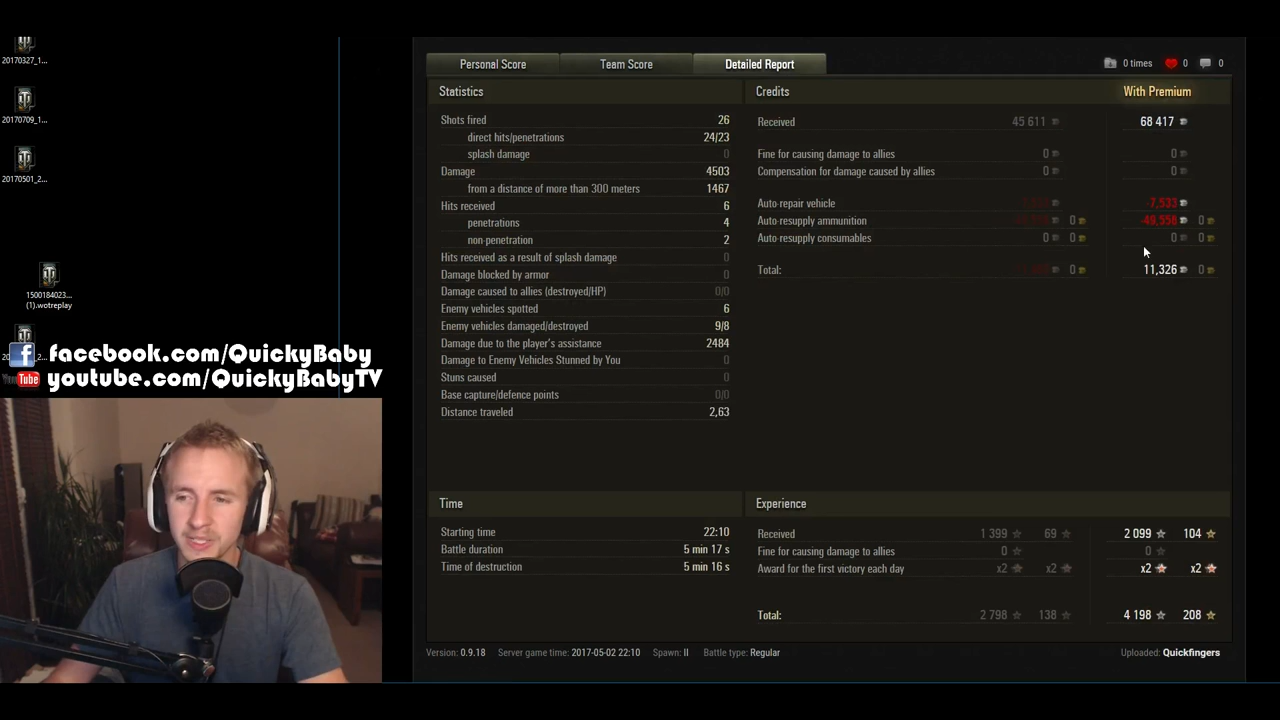 20170327_1...
20170709_1...
20170501_2...
1500184023...
(1).wotreplay
facebook.com/QuickyBaby
youtube.com/QuickyBabyTV
Personal Score Team Score Detailed Report 0 times 0 0
Statistics
Shots fired 26
direct hits/penetrations 24/23
splash damage 0
Damage 4503
from a distance of more than 300 meters 1467
Hits received 6
penetrations 4
non-penetration 2
Hits received as a result of splash damage 0
Damage blocked by armor 0
Damage caused to allies (destroyed/HP) 0/0
Enemy vehicles spotted 6
Enemy vehicles damaged/destroyed 9/8
Damage due to the player's assistance 2484
Damage to Enemy Vehicles Stunned by You 0
Stuns caused 0
Base capture/defence points 0/0
Distance traveled 2,63
Credits With Premium
Received 45 611 68 417
Fine for causing damage to allies 0 0
Compensation for damage caused by allies 0 0
Auto-repair vehicle -7,533
Auto-resupply ammunition 0 -49,558 0
Auto-resupply consumables 0 0 0 0
Total: 0 11,326 0
Time
Starting time 22:10
Battle duration 5 min 17 s
Time of destruction 5 min 16 s
Experience
Received 1 399 69 2 099 104
Fine for causing damage to allies 0 0
Award for the first victory each day x2 x2 x2 x2
Total: 2 798 138 4 198 208
Version: 0.9.18 Server game time: 2017-05-02 22:10 Spawn: II Battle type: Regular Uploaded: Quickfingers